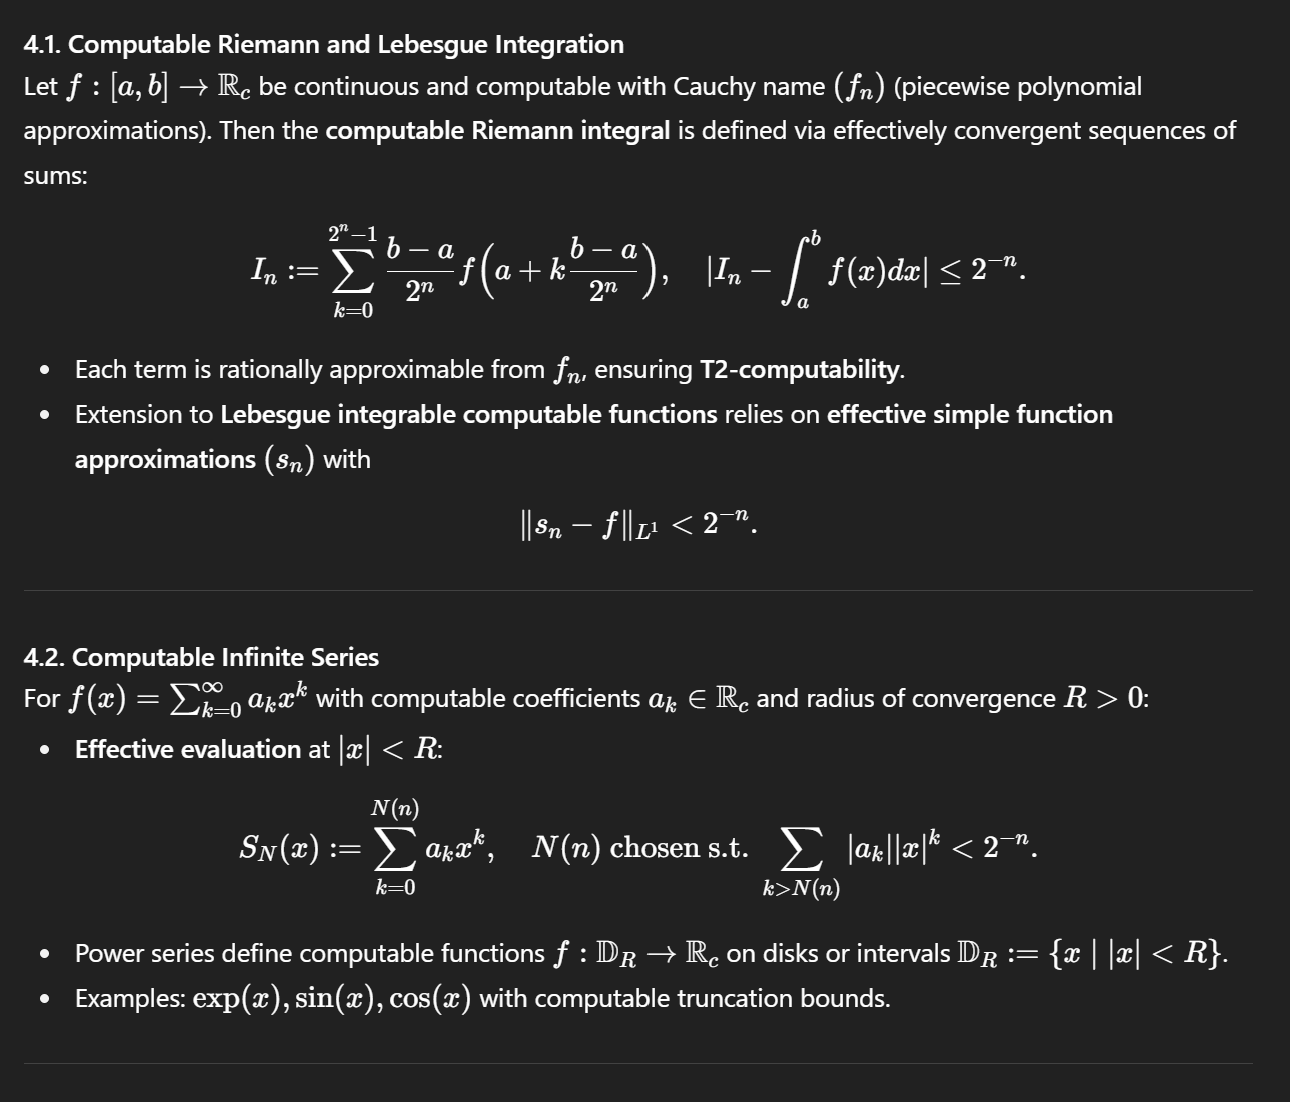 4.1. Computable Riemann and Lebesgue Integration
Let f : [a, b] → ℝ_c be continuous and computable with Cauchy name (f_n) (piecewise polynomial
approximations). Then the computable Riemann integral is defined via effectively convergent sequences of
sums:
I_n := ∑_{k=0}^{2^n−1} \frac{b − a}{2^n} f(a + k \frac{b − a}{2^n}), |I_n − ∫_a^b f(x)dx| ≤ 2^{−n}.
• Each term is rationally approximable from f_n, ensuring T2-computability.
• Extension to Lebesgue integrable computable functions relies on effective simple function
approximations (s_n) with
‖s_n − f‖_{L^1} < 2^{−n}.
4.2. Computable Infinite Series
For f(x) = ∑_{k=0}^∞ a_k x^k with computable coefficients a_k ∈ ℝ_c and radius of convergence R > 0:
• Effective evaluation at |x| < R:
S_N(x) := ∑_{k=0}^{N(n)} a_k x^k, N(n) chosen s.t. ∑_{k>N(n)} |a_k||x|^k < 2^{−n}.
• Power series define computable functions f : 𝔻_R → ℝ_c on disks or intervals 𝔻_R := {x | |x| < R}.
• Examples: exp(x), sin(x), cos(x) with computable truncation bounds.